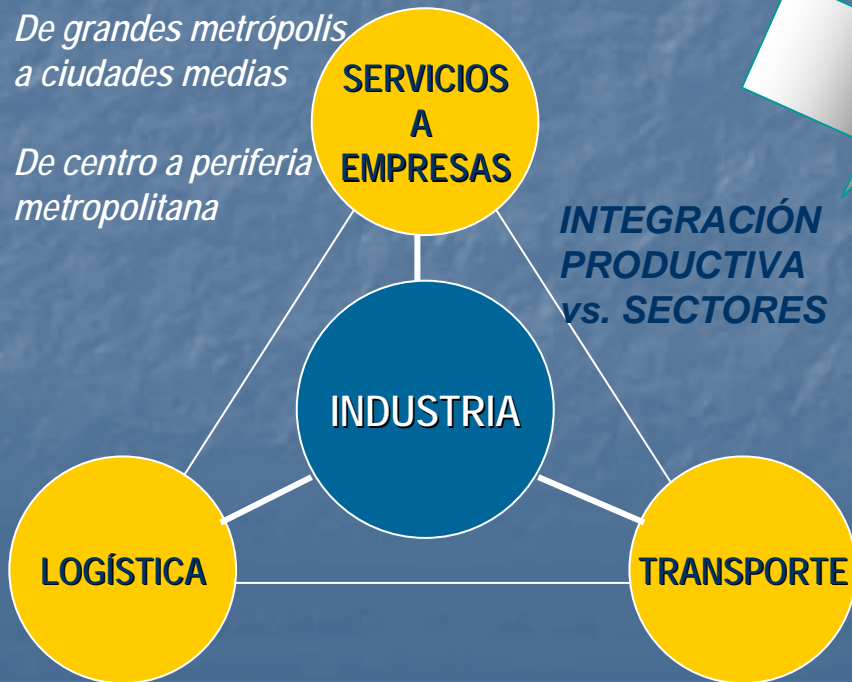 De grandes metrópolis
a ciudades medias
De centro a periferia
metropolitana
SERVICIOS
A
EMPRESAS
INTEGRACIÓN
PRODUCTIVA
vs. SECTORES
INDUSTRIA
LOGÍSTICA
TRANSPORTE